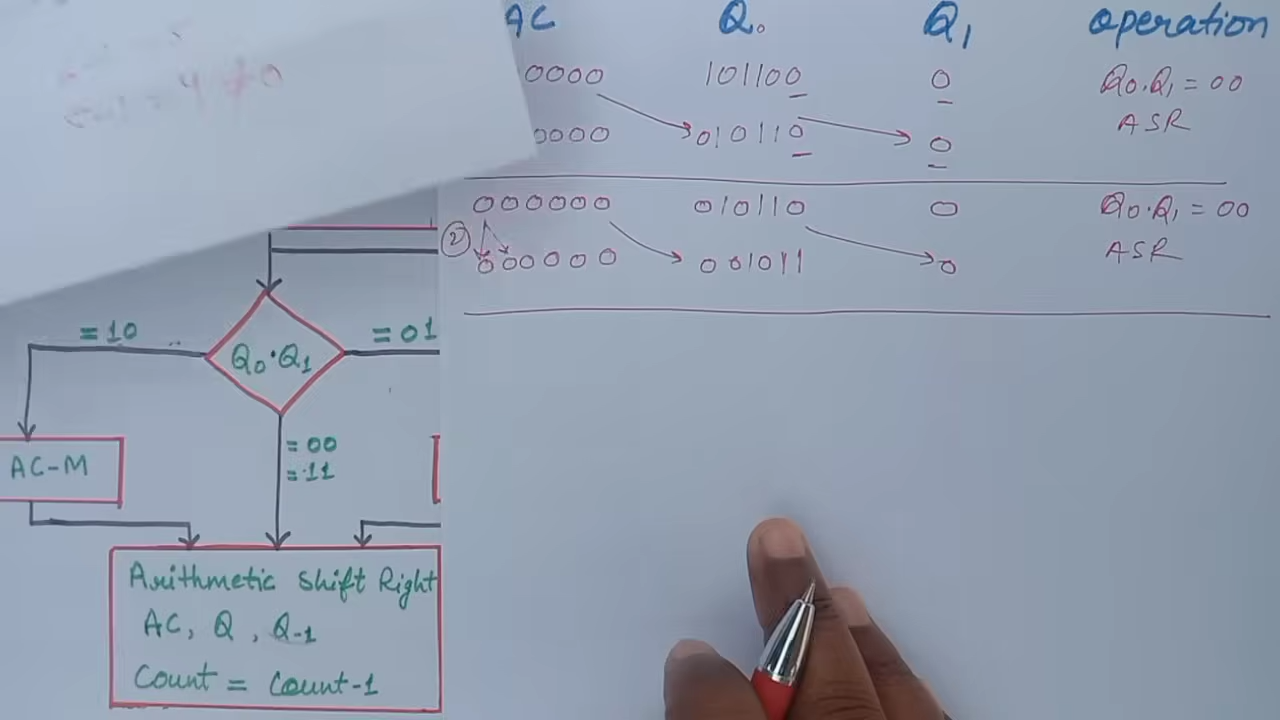 AC Q₀ Q₁ operation
0000 101100 0 Q₀.Q₁ = 00
ASR
0000 010110 0
000000 010110 0 Q₀.Q₁ = 00
ASR
② 000000 001011 0
= 10
= 01
Q₀.Q₁
= 00
= 11
AC-M
Arithmetic Shift Right
AC, Q, Q-1
Count = Count-1